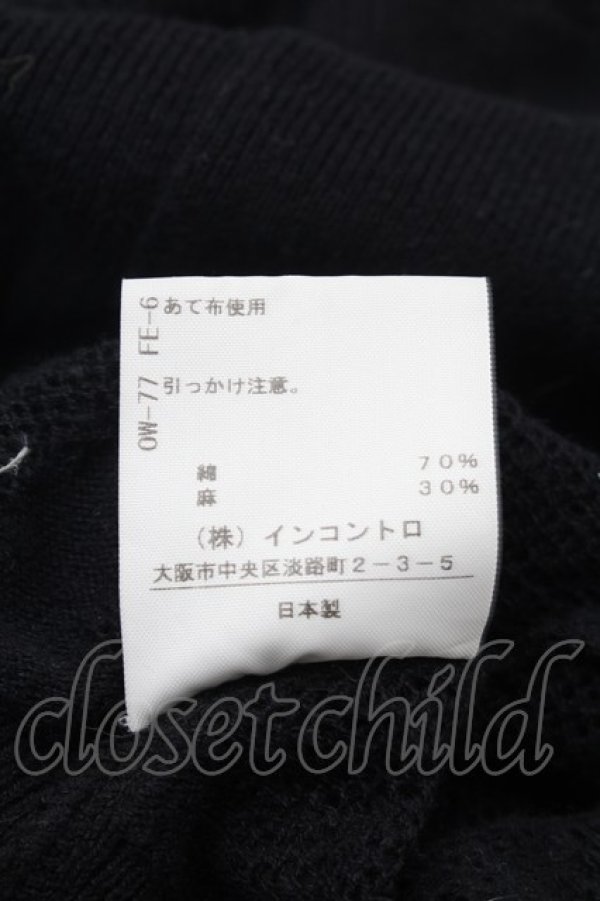 OW-77 FE-6
あて布使用
引っかけ注意。
綿 70%
麻 30%
(株)インコントロ
大阪市中央区淡路町2-3-5
日本製
closetchild